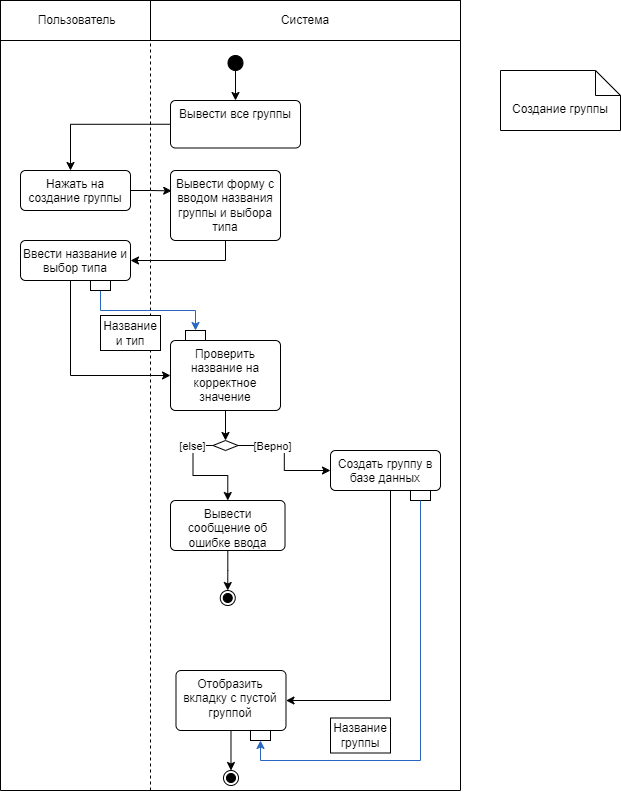 Пользователь
Система
Создание группы
Вывести все группы
Нажать на
создание группы
Вывести форму с
вводом названия
группы и выбора
типа
Ввести название и
выбор типа
Название
и тип
Проверить
название на
корректное
значение
[else]
{Верно]
Создать группу в
базе данных
Вывести
сообщение об
ошибке ввода
Отобразить
вкладку с пустой
группой
Название
группы